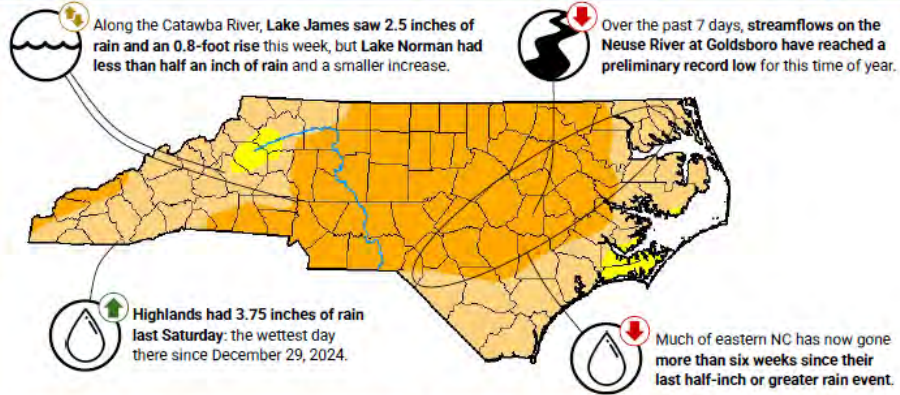 Along the Catawba River, Lake James saw 2.5 inches of
rain and an 0.8-foot rise this week, but Lake Norman had
less than half an inch of rain and a smaller increase.
Over the past 7 days, streamflows on the
Neuse River at Goldsboro have reached a
preliminary record low for this time of year.
Highlands had 3.75 inches of rain
last Saturday: the wettest day
there since December 29, 2024.
Much of eastern NC has now gone
more than six weeks since their
last half-inch or greater rain event.